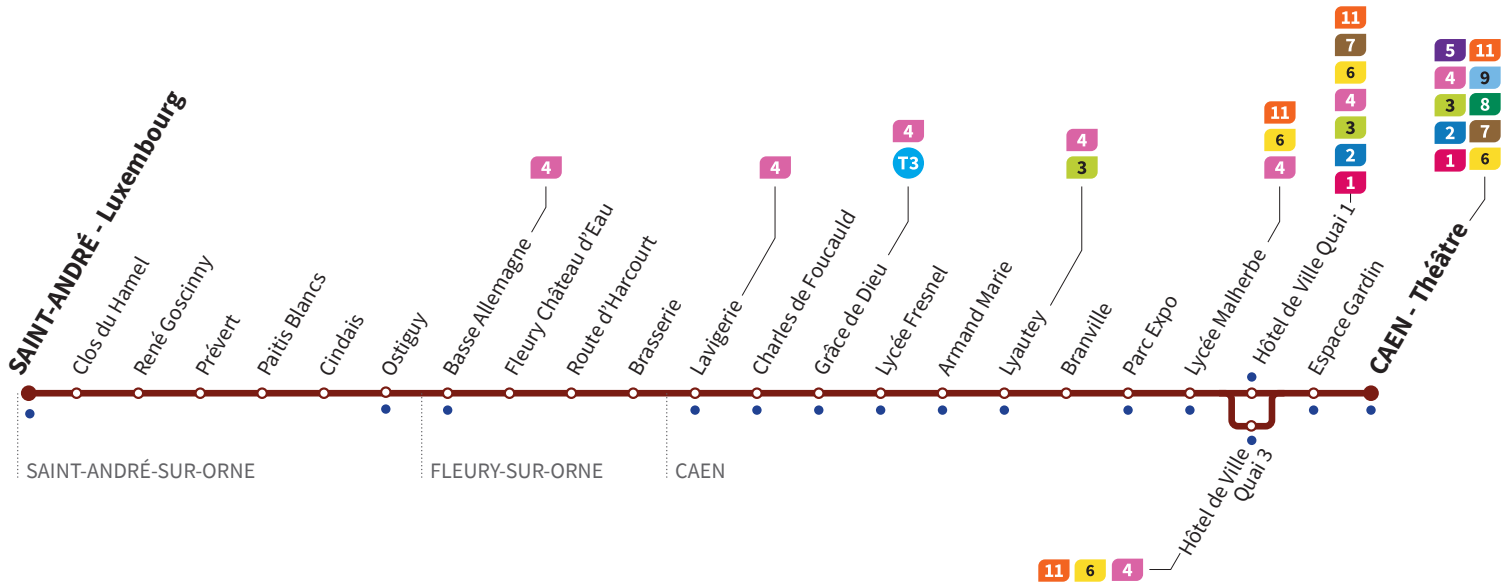 SAINT-ANDRÉ - Luxembourg
Clos du Hamel
René Goscinny
Prévert
Paitis Blancs
Cindais
Ostiguy
Basse Allemagne
4
Fleury Château d'Eau
Route d'Harcourt
Brasserie
Lavigerie
4
Charles de Foucauld
Grâce de Dieu
4
T3
Lycée Fresnel
Armand Marie
Lyautey
4
3
Branville
Parc Expo
Lycée Malherbe
11
6
4
Hôtel de Ville Quai 1
11
7
6
4
3
2
1
Espace Gardin
CAEN - Théâtre
5 11
4 9
3 8
2 7
1 6
Hôtel de Ville
Quai 3
11 6 4
SAINT-ANDRÉ-SUR-ORNE
FLEURY-SUR-ORNE
CAEN